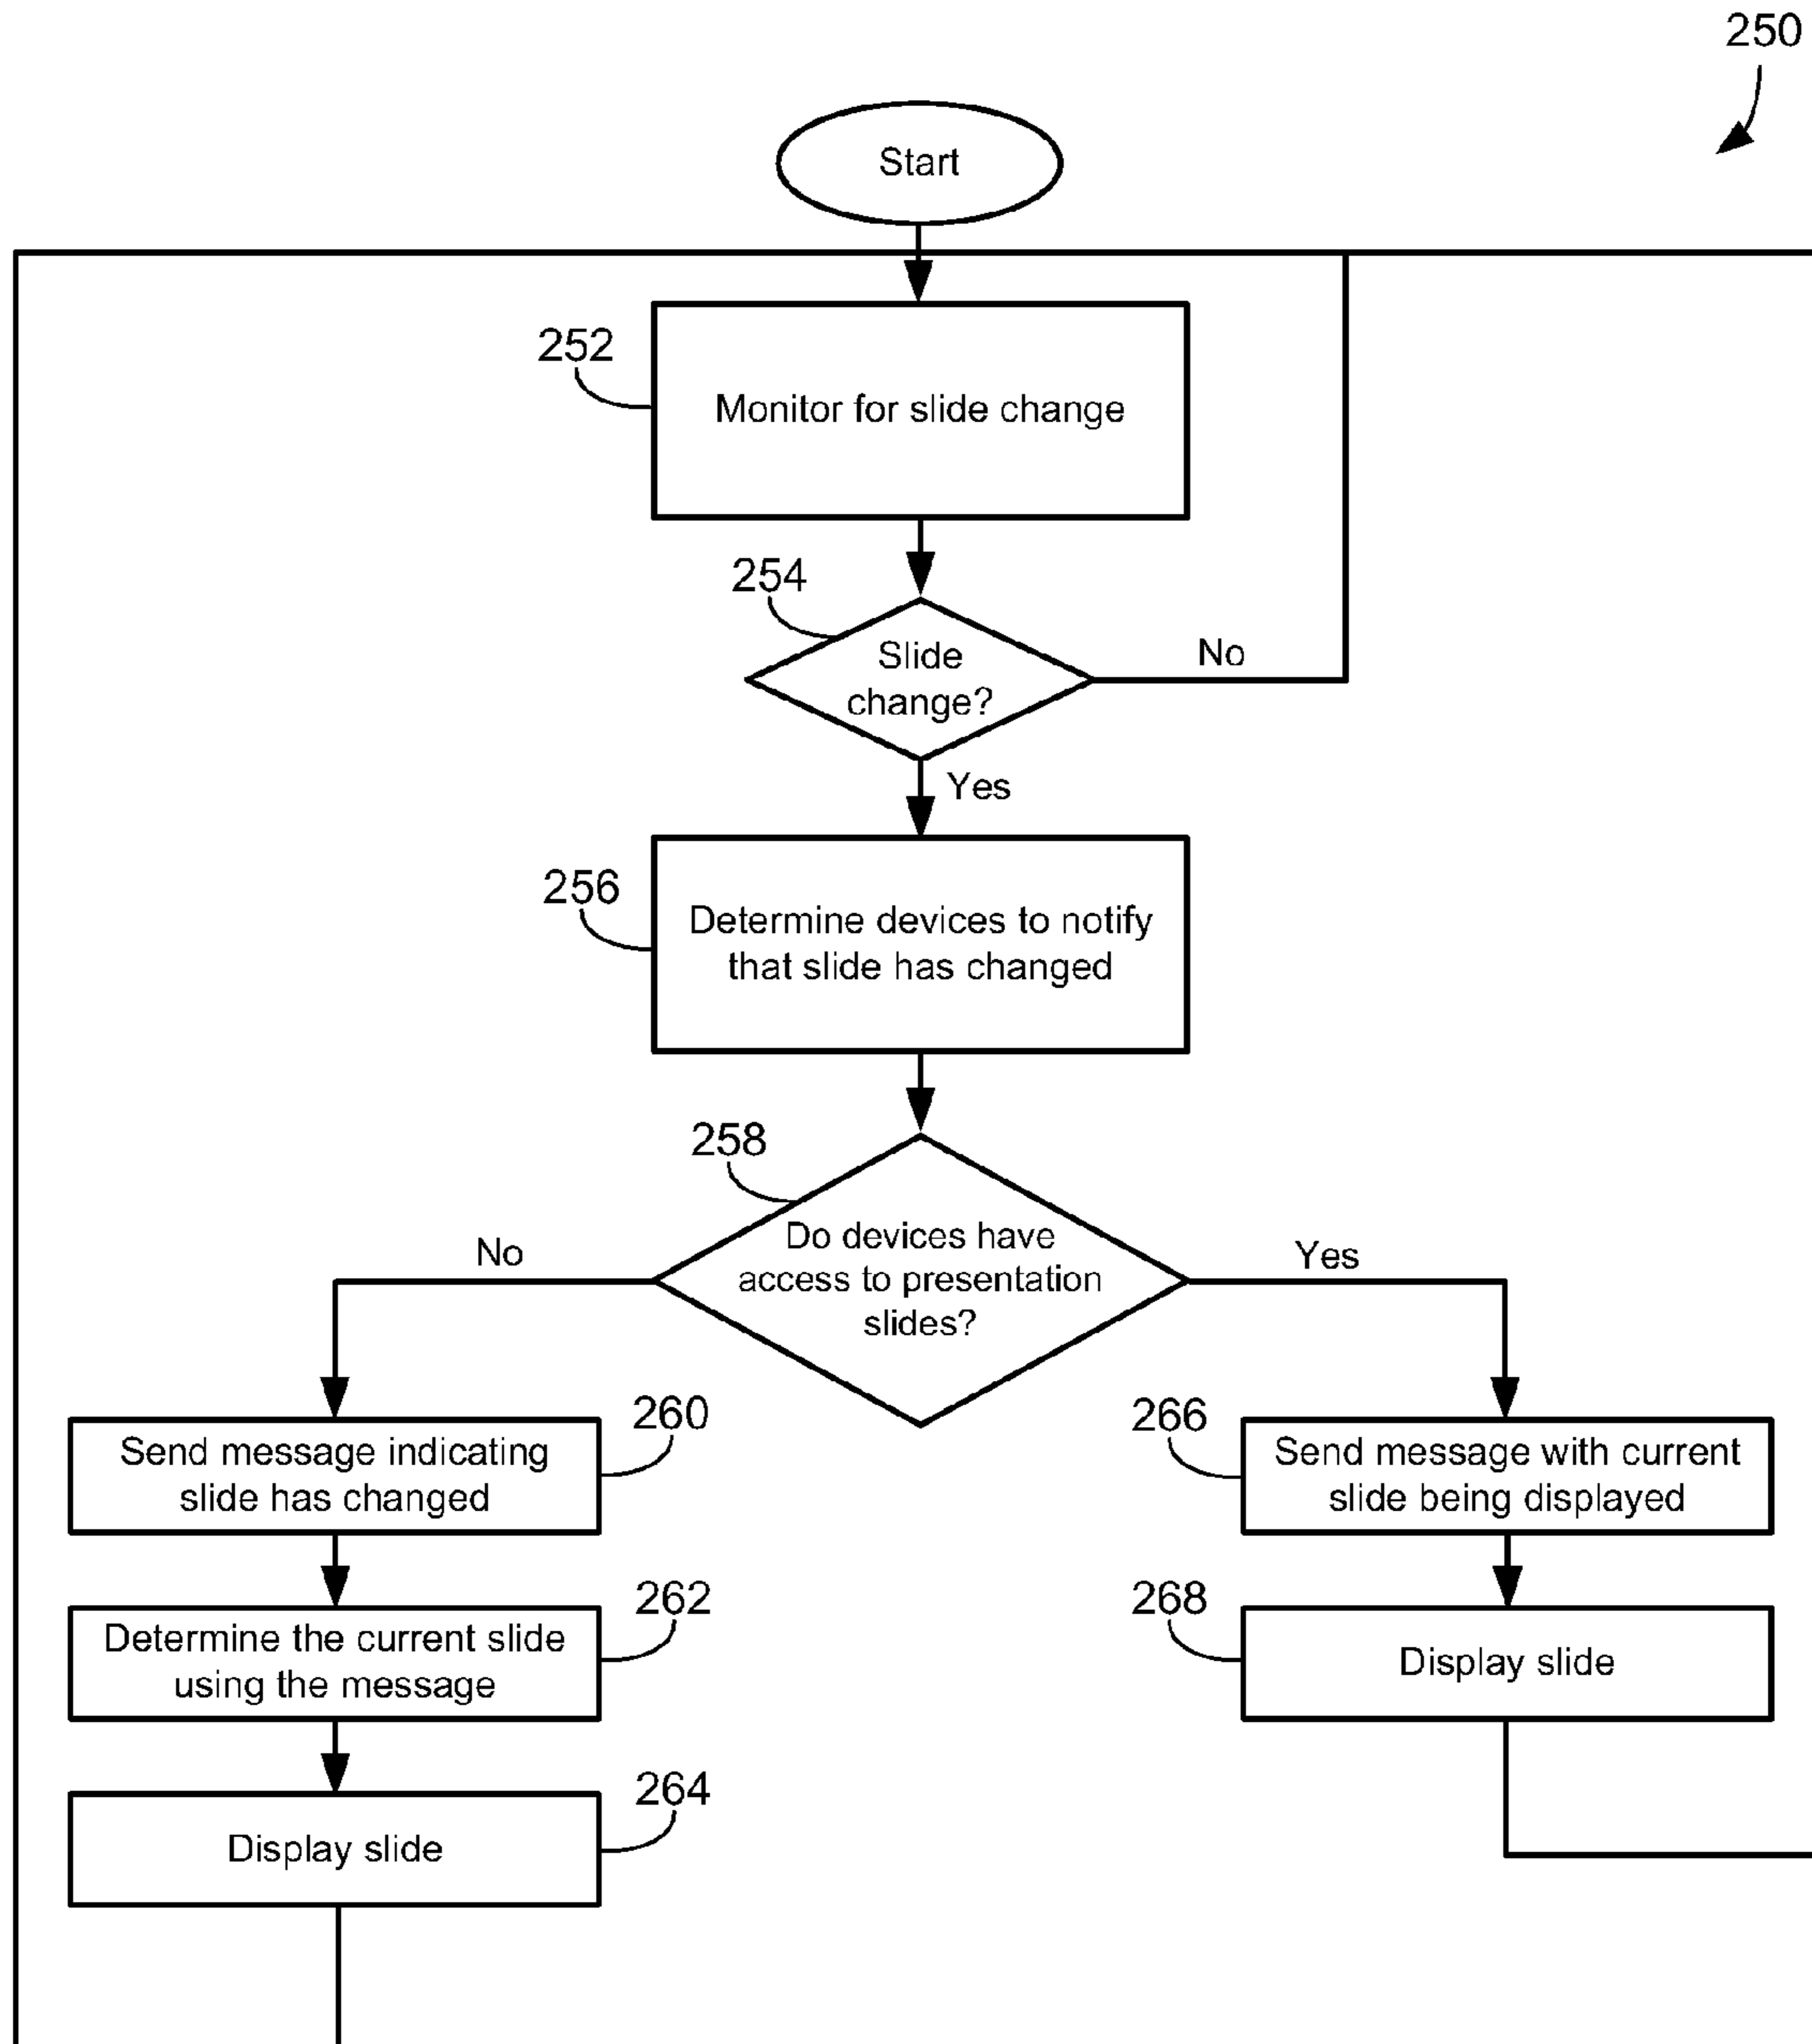 250
Start
252
Monitor for slide change
254
Slide
change?
No
Yes
256
Determine devices to notify
that slide has changed
258
Do devices have
access to presentation
slides?
No
Yes
260
Send message indicating
slide has changed
266
Send message with current
slide being displayed
262
Determine the current slide
using the message
268
Display slide
264
Display slide